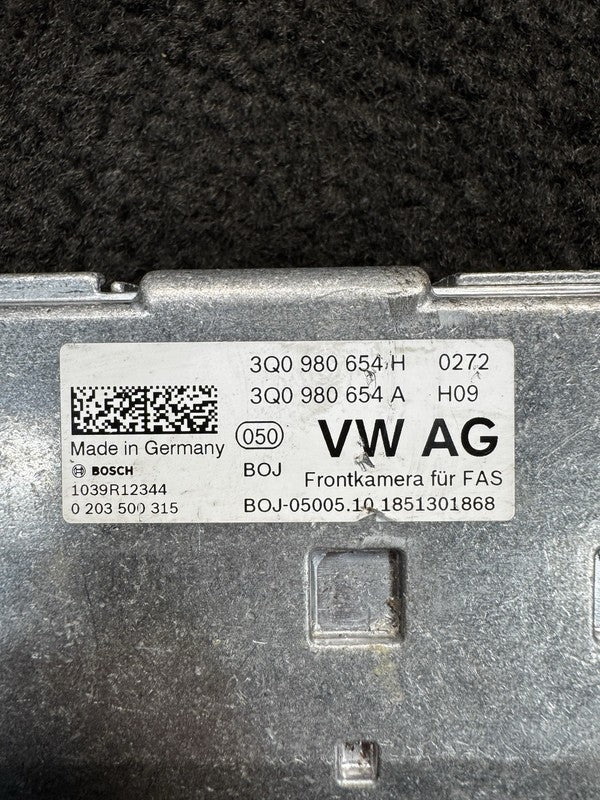 3Q0 980 654 H 0272
3Q0 980 654 A H09
Made in Germany 050 VW AG
BOSCH BOJ Frontkamera für FAS
1039R12344
0 203 500 315 BOJ-05005.10.1851301868